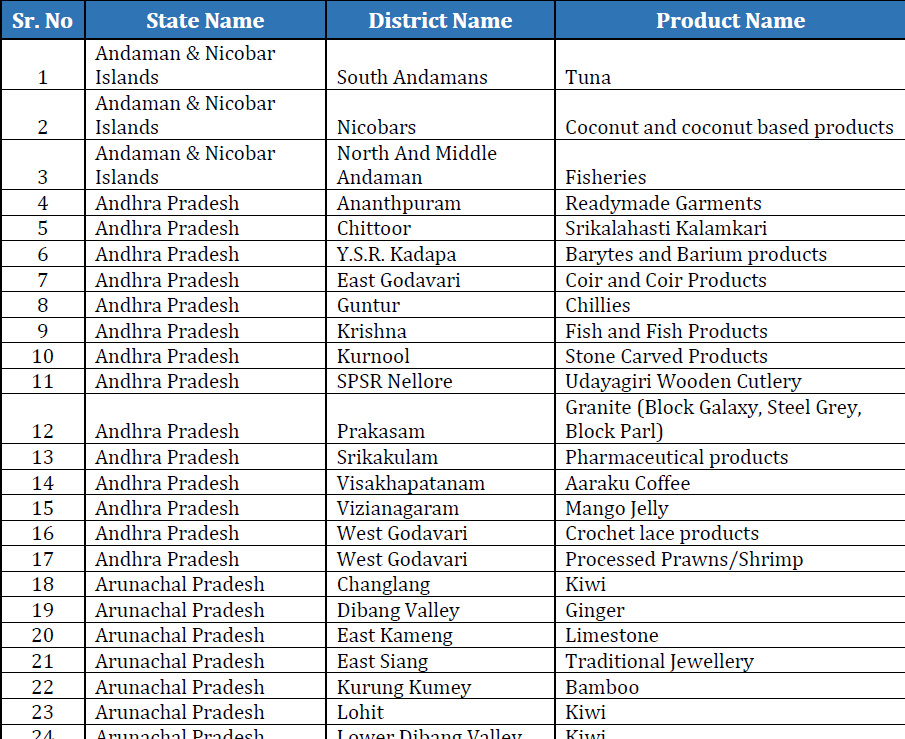 Sr. No State Name District Name Product Name
Andaman & Nicobar
1 Islands South Andamans Tuna
Andaman & Nicobar
2 Islands Nicobars Coconut and coconut based products
Andaman & Nicobar North And Middle
3 Islands Andaman Fisheries
4 Andhra Pradesh Ananthpuram Readymade Garments
5 Andhra Pradesh Chittoor Srikalahasti Kalamkari
6 Andhra Pradesh Y.S.R. Kadapa Barytes and Barium products
7 Andhra Pradesh East Godavari Coir and Coir Products
8 Andhra Pradesh Guntur Chillies
9 Andhra Pradesh Krishna Fish and Fish Products
10 Andhra Pradesh Kurnool Stone Carved Products
11 Andhra Pradesh SPSR Nellore Udayagiri Wooden Cutlery
Granite (Block Galaxy, Steel Grey,
12 Andhra Pradesh Prakasam Block Parl)
13 Andhra Pradesh Srikakulam Pharmaceutical products
14 Andhra Pradesh Visakhapatanam Aaraku Coffee
15 Andhra Pradesh Vizianagaram Mango Jelly
16 Andhra Pradesh West Godavari Crochet lace products
17 Andhra Pradesh West Godavari Processed Prawns/Shrimp
18 Arunachal Pradesh Changlang Kiwi
19 Arunachal Pradesh Dibang Valley Ginger
20 Arunachal Pradesh East Kameng Limestone
21 Arunachal Pradesh East Siang Traditional Jewellery
22 Arunachal Pradesh Kurung Kumey Bamboo
23 Arunachal Pradesh Lohit Kiwi
24 Arunachal Pradesh Lower Dibang Valley Kiwi